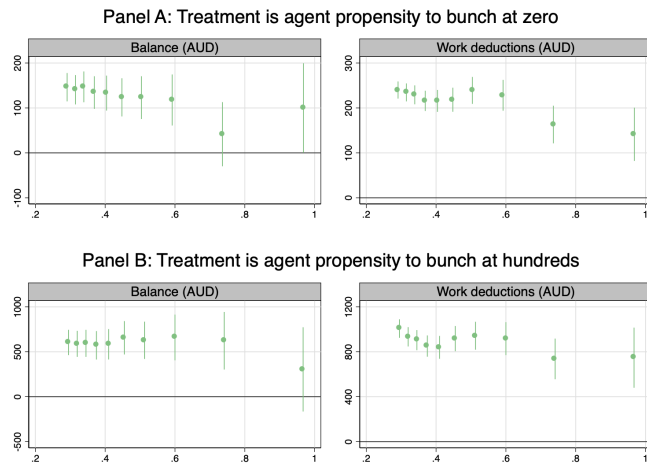 Panel A: Treatment is agent propensity to bunch at zero
Balance (AUD)
Work deductions (AUD)
200
100
0
-100
.2 .4 .6 .8 1
300
200
100
0
.2 .4 .6 .8 1
Panel B: Treatment is agent propensity to bunch at hundreds
Balance (AUD)
Work deductions (AUD)
1000
500
0
-500
.2 .4 .6 .8 1
1200
800
400
0
.2 .4 .6 .8 1